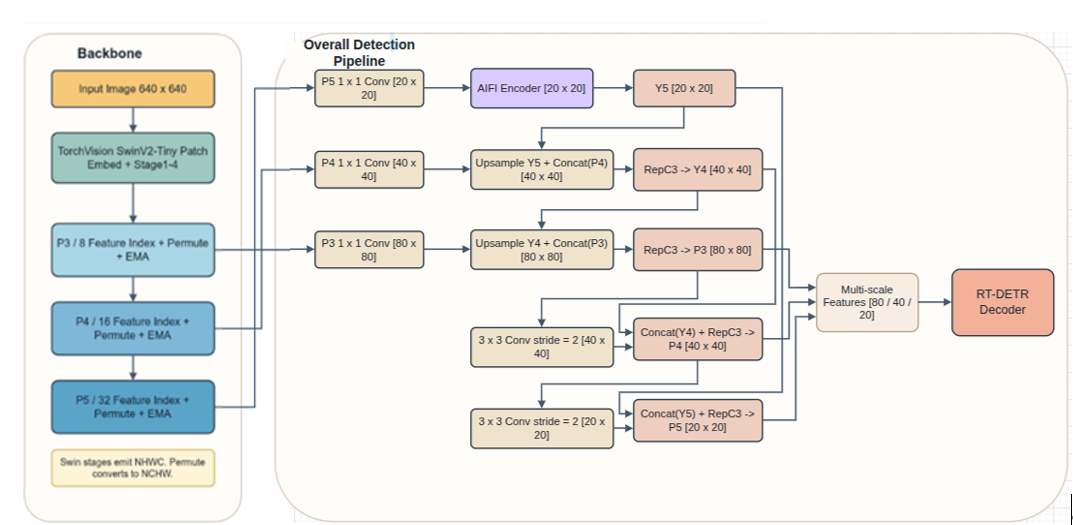 Backbone
Input Image 640 x 640
TorchVision SwinV2-Tiny Patch
Embed + Stage1-4
P3 / 8 Feature Index + Permute
+ EMA
P4 / 16 Feature Index +
Permute + EMA
P5 / 32 Feature Index +
Permute + EMA
Swin stages emit NHWC. Permute
converts to NCHW.
Overall Detection
Pipeline
P5 1 x 1 Conv [20 x
20]
AIFI Encoder [20 x 20]
Y5 [20 x 20]
P4 1 x 1 Conv [40 x
40]
Upsample Y5 + Concat(P4)
[40 x 40]
RepC3 -> Y4 [40 x 40]
P3 1 x 1 Conv [80 x
80]
Upsample Y4 + Concat(P3)
[80 x 80]
RepC3 -> P3 [80 x 80]
3 x 3 Conv stride = 2 [40 x
40]
Concat(Y4) + RepC3 ->
P4 [40 x 40]
3 x 3 Conv stride = 2 [20 x
20]
Concat(Y5) + RepC3 ->
P5 [20 x 20]
Multi-scale
Features [80 / 40 /
20]
RT-DETR
Decoder